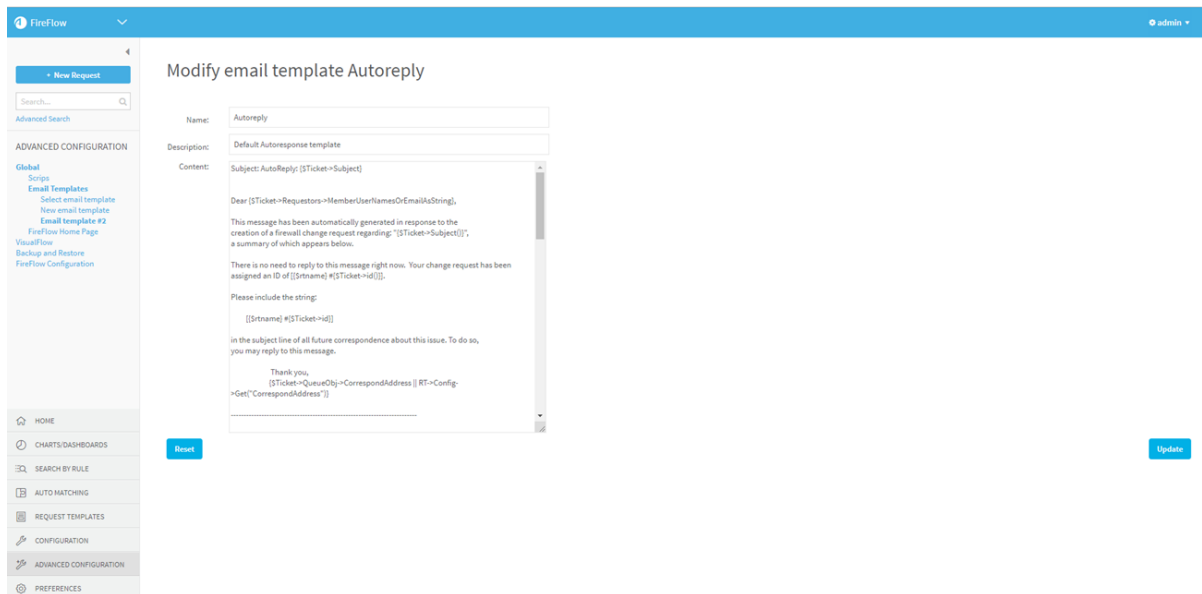 FireFlow
admin
+ New Request
Search...
Advanced Search
ADVANCED CONFIGURATION
Global
Scrips
Email Templates
Select email template
New email template
Email template #2
FireFlow Home Page
VisualFlow
Backup and Restore
FireFlow Configuration
HOME
CHARTS/DASHBOARDS
SEARCH BY RULE
AUTO MATCHING
REQUEST TEMPLATES
CONFIGURATION
ADVANCED CONFIGURATION
PREFERENCES
Modify email template Autoreply
Name: Autoreply
Description: Default Autoresponse template
Content: Subject: AutoReply: {$Ticket->Subject}
Dear {$Ticket->Requestors->MemberUserNamesOrEmailAsString},
This message has been automatically generated in response to the
creation of a firewall change request regarding: "{$Ticket->Subject()}",
a summary of which appears below.
There is no need to reply to this message right now. Your change request has been
assigned an ID of [{$rtname} #{$Ticket->id()}].
Please include the string:
[{$rtname} #{$Ticket->id}]
in the subject line of all future correspondence about this issue. To do so,
you may reply to this message.
Thank you,
{$Ticket->QueueObj->CorrespondAddress || RT->Config-
>Get("CorrespondAddress")}
-------------------------------------------------------------------------
Reset
Update